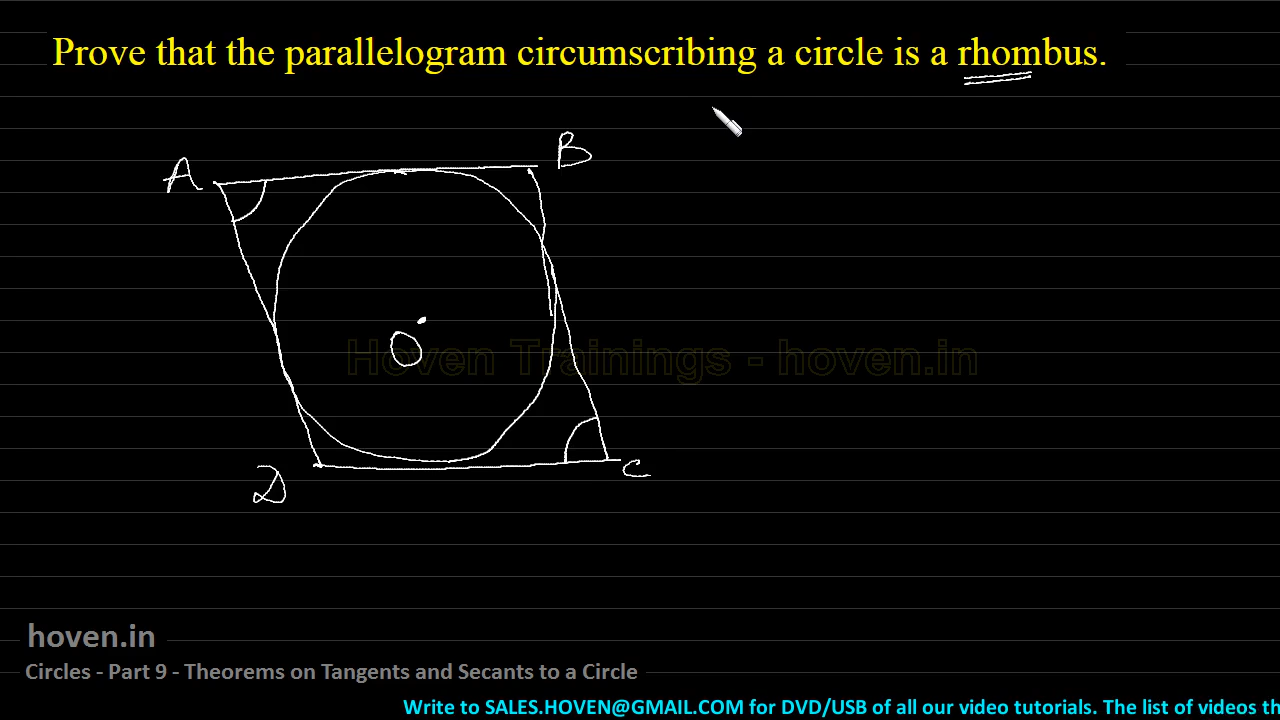 Prove that the parallelogram circumscribing a circle is a rhombus.
A
B
O
Hoven Trainings - hoven.in
D
C
hoven.in
Circles - Part 9 - Theorems on Tangents and Secants to a Circle
Write to SALES.HOVEN@GMAIL.COM for DVD/USB of all our video tutorials. The list of videos th